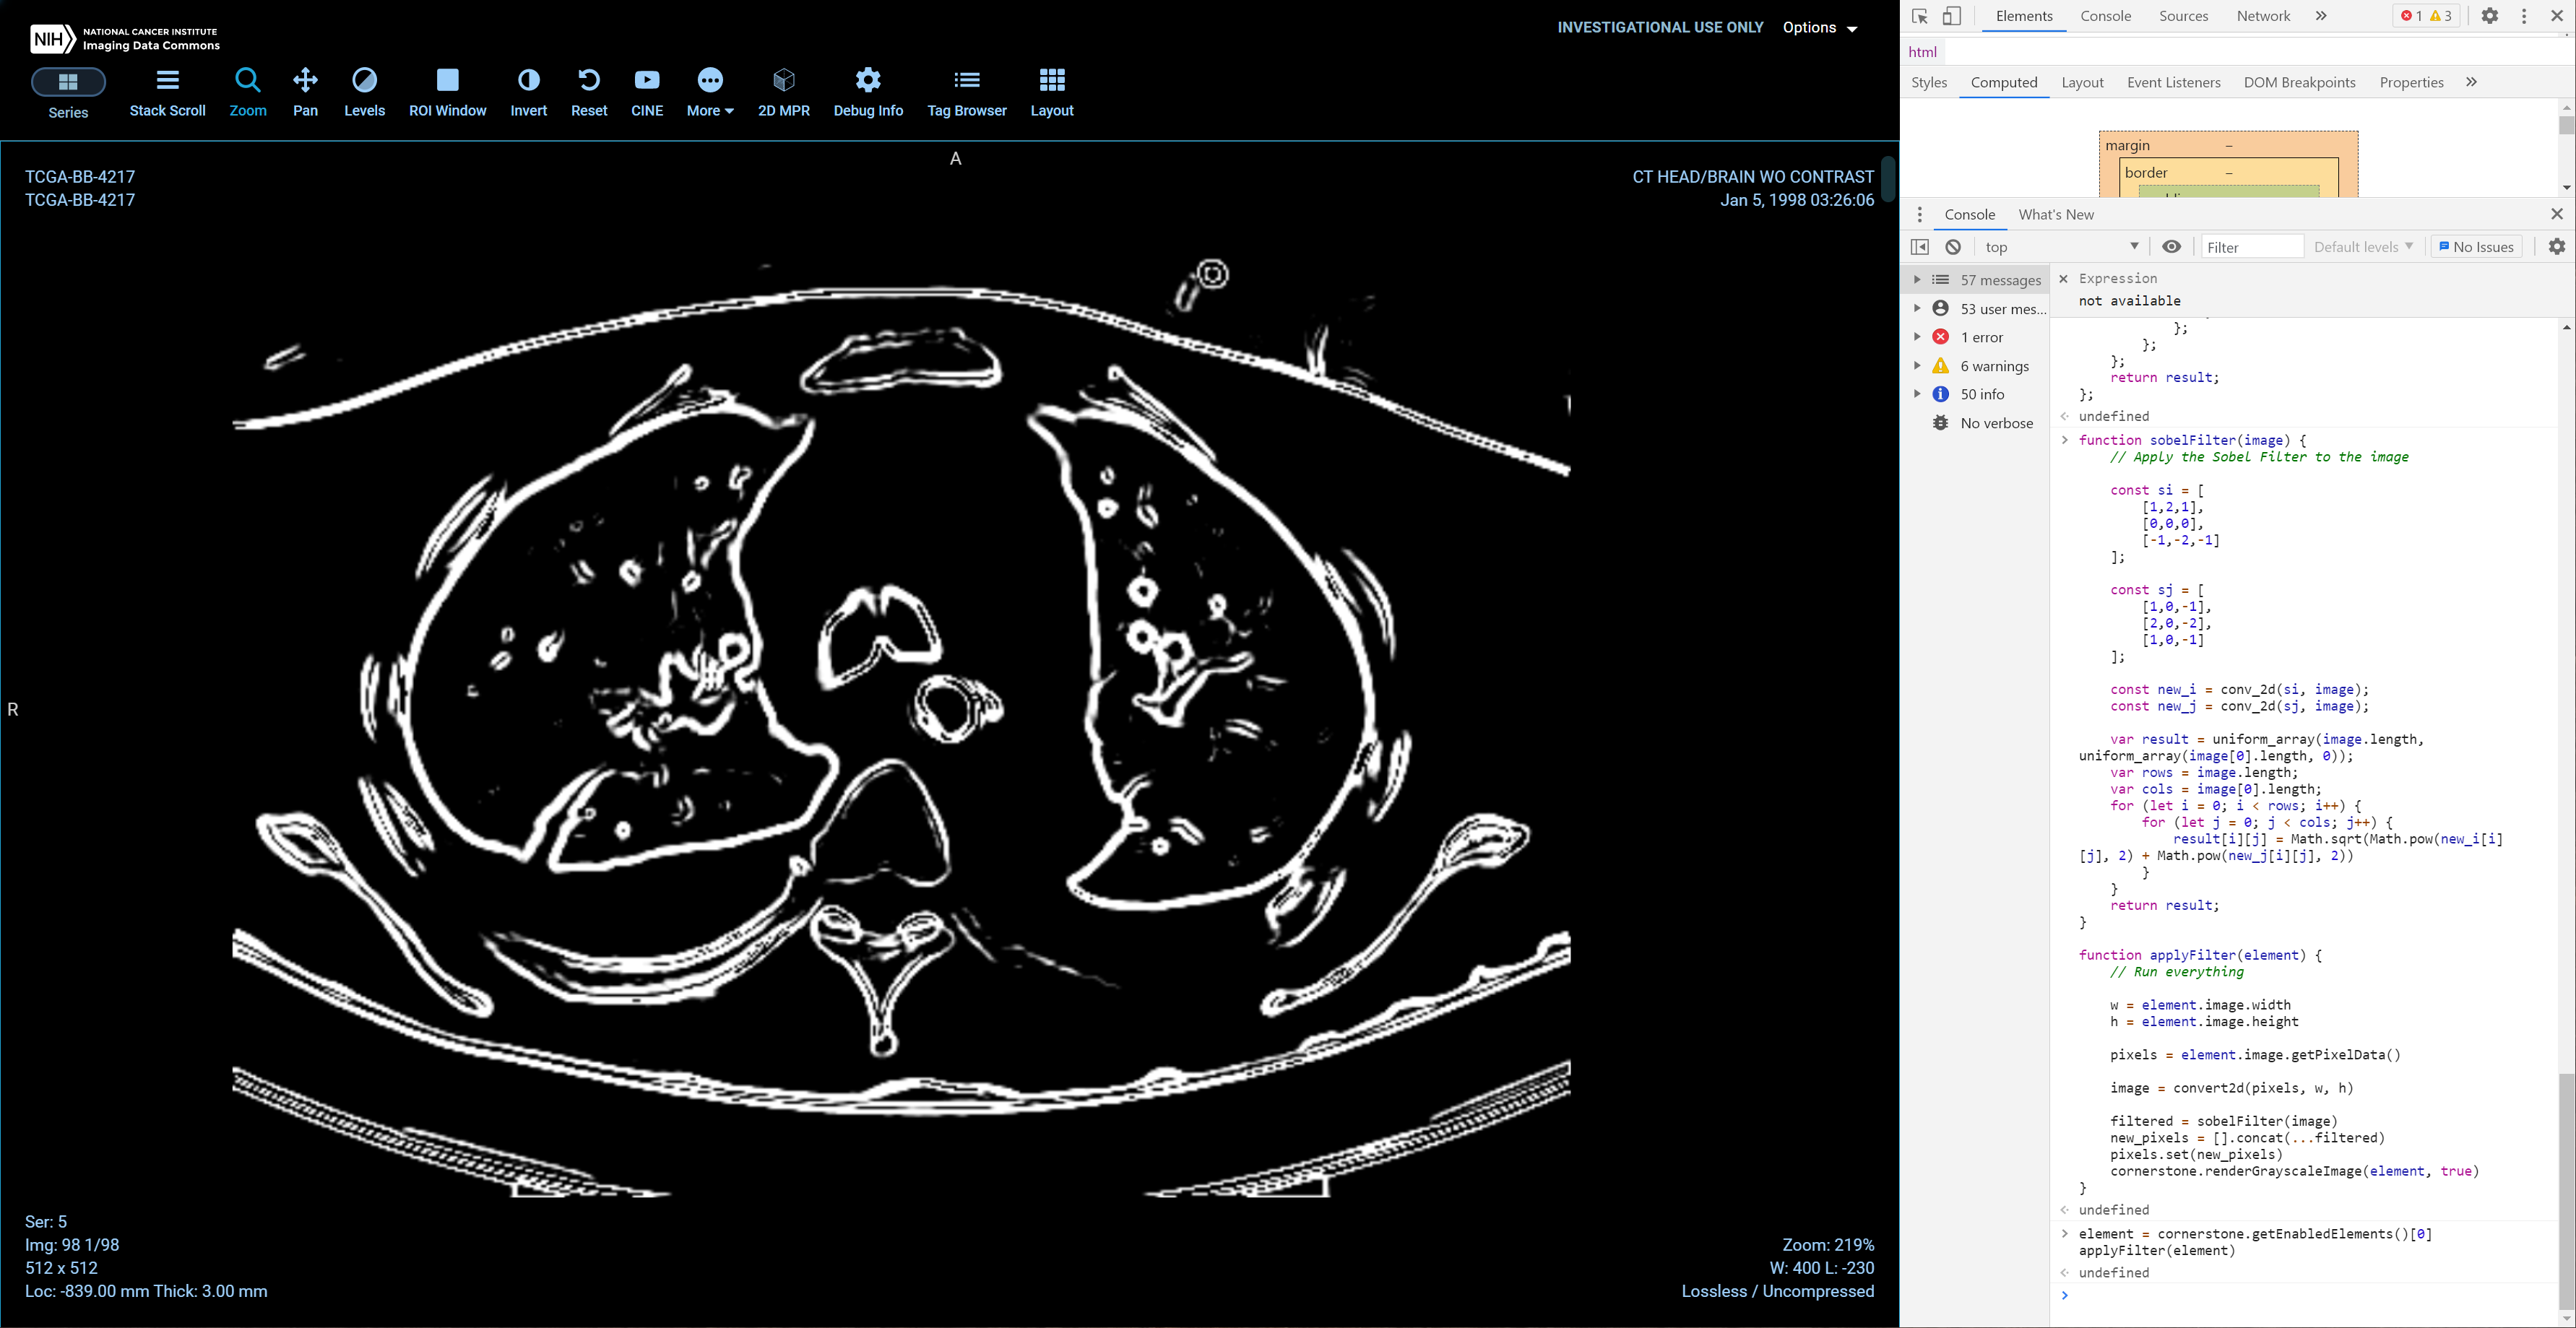 NIH NATIONAL CANCER INSTITUTE
Imaging Data Commons
INVESTIGATIONAL USE ONLY Options
Series Stack Scroll Zoom Pan Levels ROI Window Invert Reset CINE More 2D MPR Debug Info Tag Browser Layout
A
TCGA-BB-4217
TCGA-BB-4217
CT HEAD/BRAIN WO CONTRAST
Jan 5, 1998 03:26:06
R
Ser: 5
Img: 98 1/98
512 x 512
Loc: -839.00 mm Thick: 3.00 mm
Zoom: 219%
W: 400 L: -230
Lossless / Uncompressed
Elements Console Sources Network » 1 3
html
Styles Computed Layout Event Listeners DOM Breakpoints Properties »
margin –
border –
Console What's New
top Filter Default levels No Issues
57 messages
53 user mes...
1 error
6 warnings
50 info
No verbose
Expression
not available
};
};
};
return result;
};
undefined
function sobelFilter(image) {
// Apply the Sobel Filter to the image
const si = [
[1,2,1],
[0,0,0],
[-1,-2,-1]
];
const sj = [
[1,0,-1],
[2,0,-2],
[1,0,-1]
];
const new_i = conv_2d(si, image);
const new_j = conv_2d(sj, image);
var result = uniform_array(image.length,
uniform_array(image[0].length, 0));
var rows = image.length;
var cols = image[0].length;
for (let i = 0; i < rows; i++) {
for (let j = 0; j < cols; j++) {
result[i][j] = Math.sqrt(Math.pow(new_i[i]
[j], 2) + Math.pow(new_j[i][j], 2))
}
}
return result;
}
function applyFilter(element) {
// Run everything
w = element.image.width
h = element.image.height
pixels = element.image.getPixelData()
image = convert2d(pixels, w, h)
filtered = sobelFilter(image)
new_pixels = [].concat(...filtered)
pixels.set(new_pixels)
cornerstone.renderGrayscaleImage(element, true)
}
undefined
element = cornerstone.getEnabledElements()[0]
applyFilter(element)
undefined